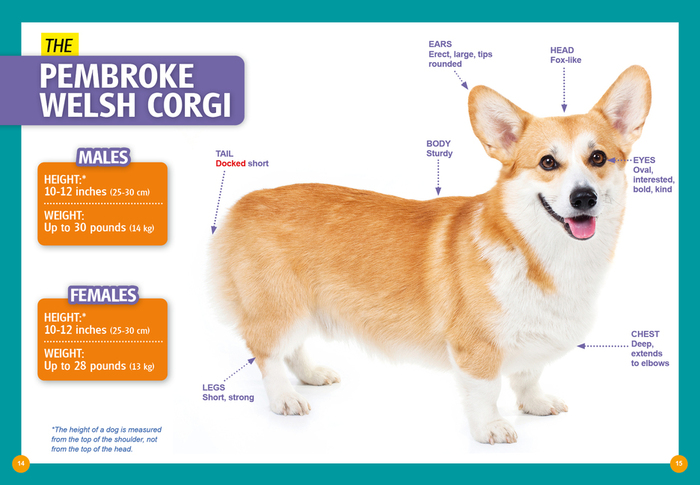 THE
PEMBROKE
WELSH CORGI
MALES
HEIGHT:*
10-12 inches (25-30 cm)
WEIGHT:
Up to 30 pounds (14 kg)
FEMALES
HEIGHT:*
10-12 inches (25-30 cm)
WEIGHT:
Up to 28 pounds (13 kg)
*The height of a dog is measured
from the top of the shoulder, not
from the top of the head.
TAIL
Docked short
LEGS
Short, strong
EARS
Erect, large, tips
rounded
BODY
Sturdy
HEAD
Fox-like
EYES
Oval,
interested,
bold, kind
CHEST
Deep,
extends
to elbows
14
15